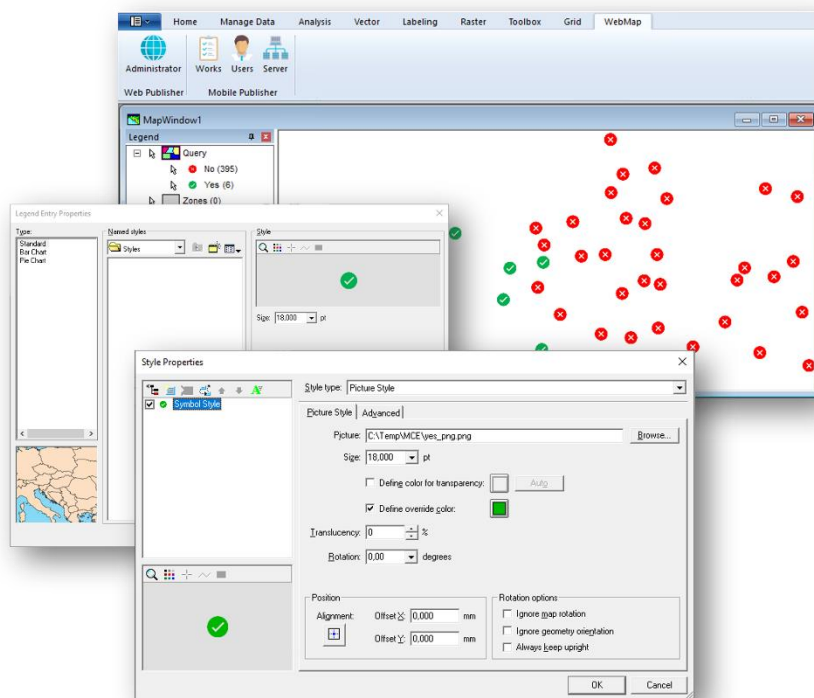 Home Manage Data Analysis Vector Labeling Raster Toolbox Grid WebMap
Administrator Works Users Server
Web Publisher Mobile Publisher
MapWindow1
Legend
Query
No (395)
Yes (6)
Zones (0)
Legend Entry Properties
Type:
Standard
Bar Chart
Pie Chart
Named styles
Styles
Style
Size: 18,000 pt
Style Properties
Symbol Style
Style type: Picture Style
Picture Style Advanced
Picture: C:\Temp\MCE\yes_png.png Browse...
Size: 18,000 pt
Define color for transparency: Auto
Define override color:
Translucency: 0 %
Rotation: 0,00 degrees
Position
Alignment: Offset X: 0,000 mm
Offset Y: 0,000 mm
Rotation options
Ignore map rotation
Ignore geometry orientation
Always keep upright
OK Cancel